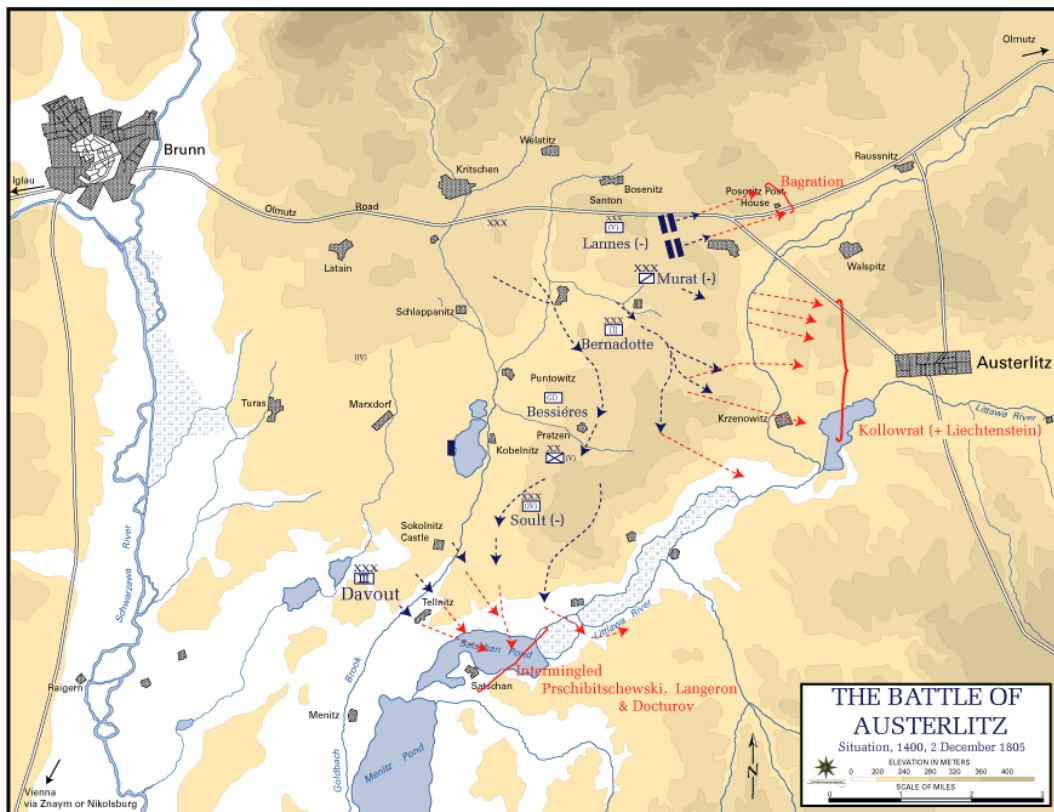 Olmutz
Brunn
Iglau
Welatitz
Kritschen
Raussnitz
Bosenitz
Posoritz Post
House
Bagration
Olmutz
Road
XXX
Santon
XXX
(V)
Lannes (-)
Latain
Walspitz
XXX
Murat (-)
Schlappanitz
XXX
(I)
Bernadotte
(IV)
Austerlitz
Puntowitz
GD
Bessiéres
Turas
Marxdorf
Krzenowitz
Littawa River
Kollowrat (+ Liechtenstein)
Pratzen
Kobelnitz
XX
(IV)
XXX
(IV)
Soult (-)
Sokolnitz
Castle
Schwarzawa River
XXX
III
Davout
Tellnitz
Littlawa River
Satschan Pond
Intermingled
Prschibitschewski, Langeron
& Docturov
Satschan
Raigern
Menitz
Goldbach Brook
Menitz Pond
Vienna
via Znaym or Nikolsburg
N
THE BATTLE OF
AUSTERLITZ
Situation, 1400, 2 December 1805
ELEVATION IN METERS
0 200 240 280 320 360 400
SCALE OF MILES
0 1 2 3